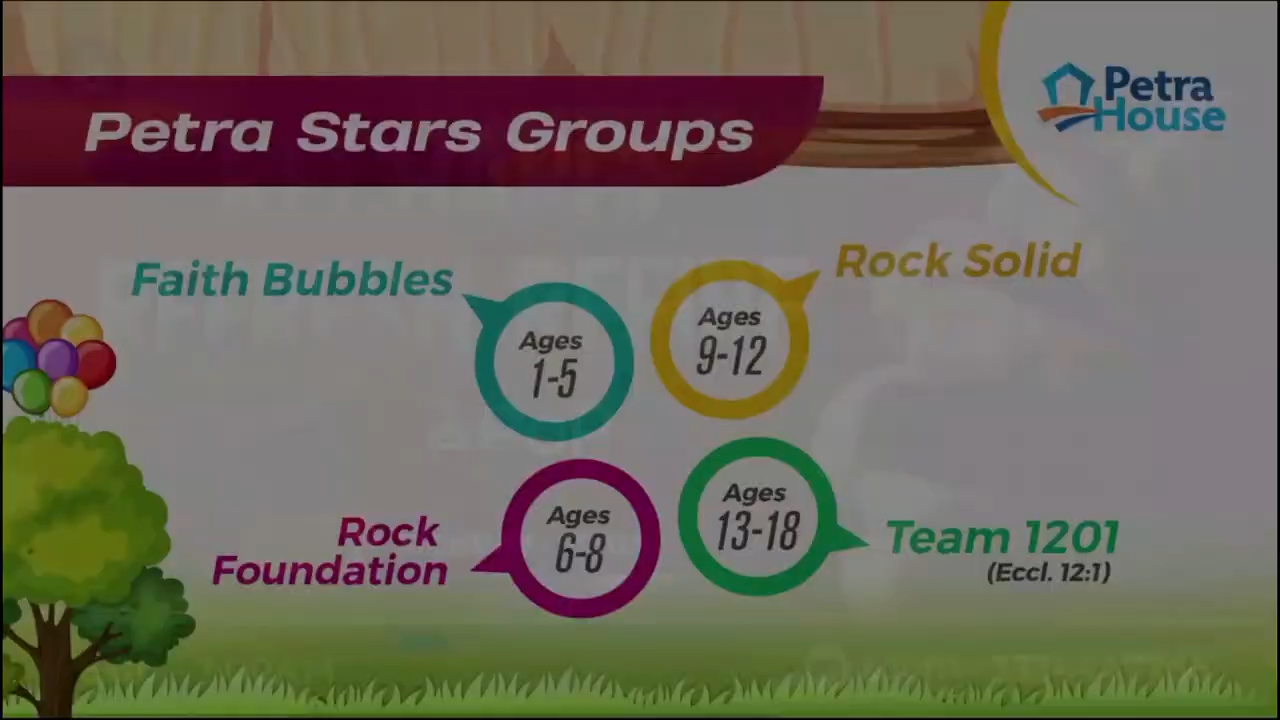 Petra Stars Groups
Petra
House
Faith Bubbles
Ages
1-5
Rock Solid
Ages
9-12
Rock
Foundation
Ages
6-8
Ages
13-18
Team 1201
(Eccl. 12:1)